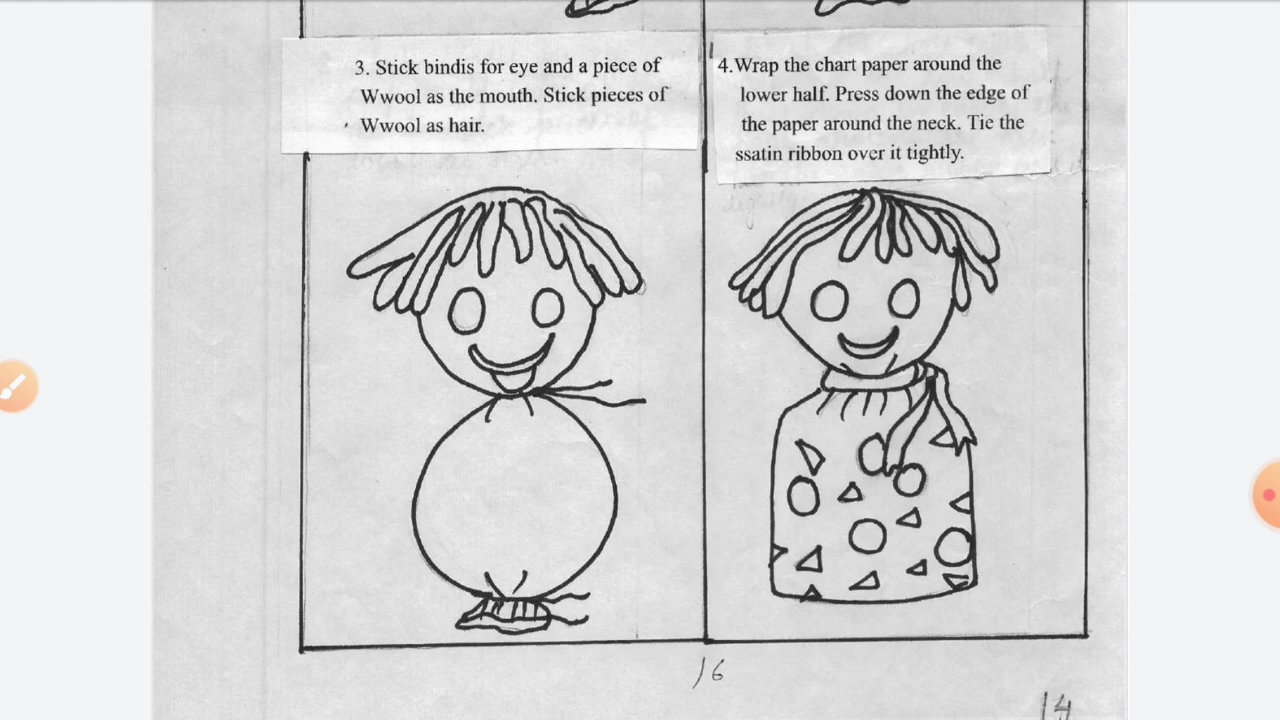 3. Stick bindis for eye and a piece of
Wwool as the mouth. Stick pieces of
Wwool as hair.
4.Wrap the chart paper around the
lower half. Press down the edge of
the paper around the neck. Tie the
ssatin ribbon over it tightly.
16
14